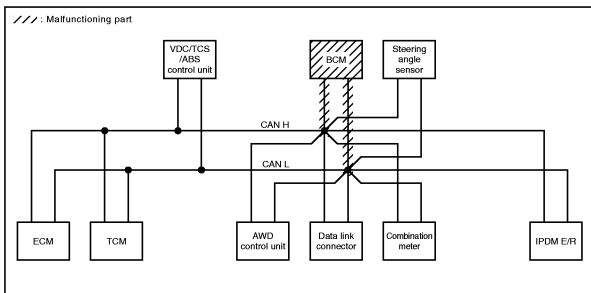 /// : Malfunctioning part
VDC/TCS
/ABS
control unit
BCM
Steering
angle
sensor
CAN H
CAN L
ECM
TCM
AWD
control unit
Data link
connector
Combination
meter
IPDM E/R